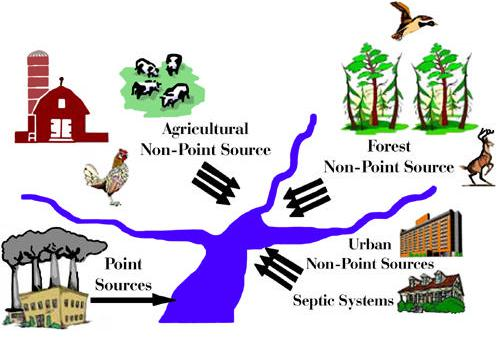 Agricultural
Non-Point Source
Forest
Non-Point Source
Urban
Non-Point Sources
Septic Systems
Point
Sources